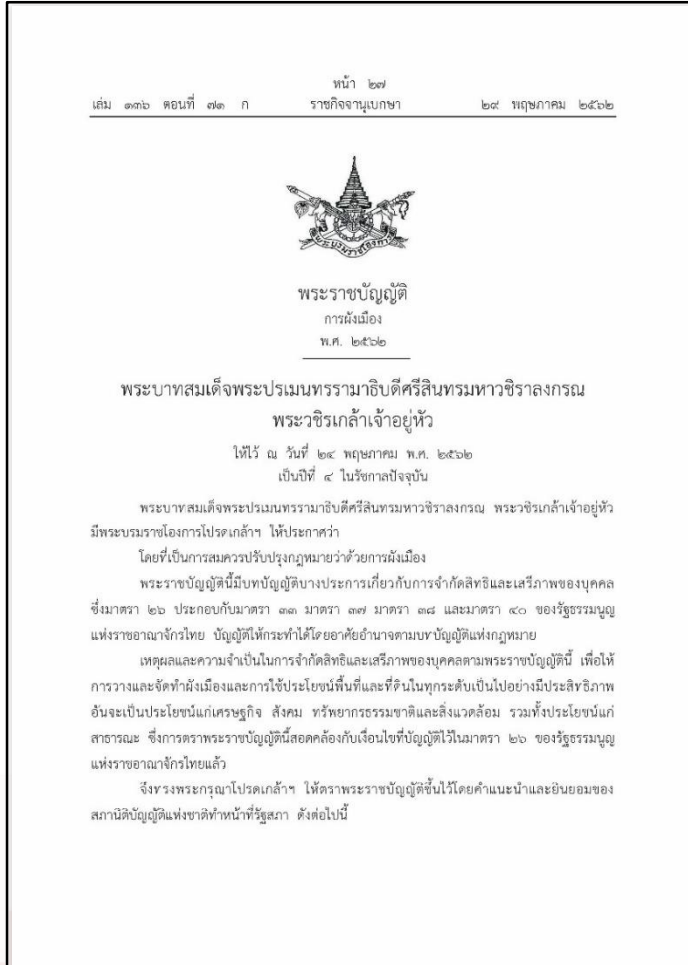 หน้า ๒๗
เล่ม ๑๓๖ ตอนที่ ๗๑ ก ราชกิจจานุเบกษา ๒๙ พฤษภาคม ๒๕๖๒
พระบรมราชโองการ
พระราชบัญญัติ
การผังเมือง
พ.ศ. ๒๕๖๒
พระบาทสมเด็จพระปรเมนทรรามาธิบดีศรีสินทรมหาวชิราลงกรณ
พระวชิรเกล้าเจ้าอยู่หัว
ให้ไว้ ณ วันที่ ๒๔ พฤษภาคม พ.ศ. ๒๕๖๒
เป็นปีที่ ๔ ในรัชกาลปัจจุบัน
พระบาทสมเด็จพระปรเมนทรรามาธิบดีศรีสินทรมหาวชิราลงกรณ พระวชิรเกล้าเจ้าอยู่หัว
มีพระบรมราชโองการโปรดเกล้าฯ ให้ประกาศว่า
โดยที่เป็นการสมควรปรับปรุงกฎหมายว่าด้วยการผังเมือง
พระราชบัญญัตินี้มีบทบัญญัติบางประการเกี่ยวกับการจำกัดสิทธิและเสรีภาพของบุคคล
ซึ่งมาตรา ๒๖ ประกอบกับมาตรา ๓๓ มาตรา ๓๗ มาตรา ๓๘ และมาตรา ๔๐ ของรัฐธรรมนูญ
แห่งราชอาณาจักรไทย บัญญัติให้กระทำได้โดยอาศัยอำนาจตามบทบัญญัติแห่งกฎหมาย
เหตุผลและความจำเป็นในการจำกัดสิทธิและเสรีภาพของบุคคลตามพระราชบัญญัตินี้ เพื่อให้
การวางและจัดทำผังเมืองและการใช้ประโยชน์พื้นที่และที่ดินในทุกระดับเป็นไปอย่างมีประสิทธิภาพ
อันจะเป็นประโยชน์แก่เศรษฐกิจ สังคม ทรัพยากรธรรมชาติและสิ่งแวดล้อม รวมทั้งประโยชน์แก่
สาธารณะ ซึ่งการตราพระราชบัญญัตินี้สอดคล้องกับเงื่อนไขที่บัญญัติไว้ในมาตรา ๒๖ ของรัฐธรรมนูญ
แห่งราชอาณาจักรไทยแล้ว
จึงทรงพระกรุณาโปรดเกล้าฯ ให้ตราพระราชบัญญัติขึ้นไว้โดยคำแนะนำและยินยอมของ
สภานิติบัญญัติแห่งชาติทำหน้าที่รัฐสภา ดังต่อไปนี้